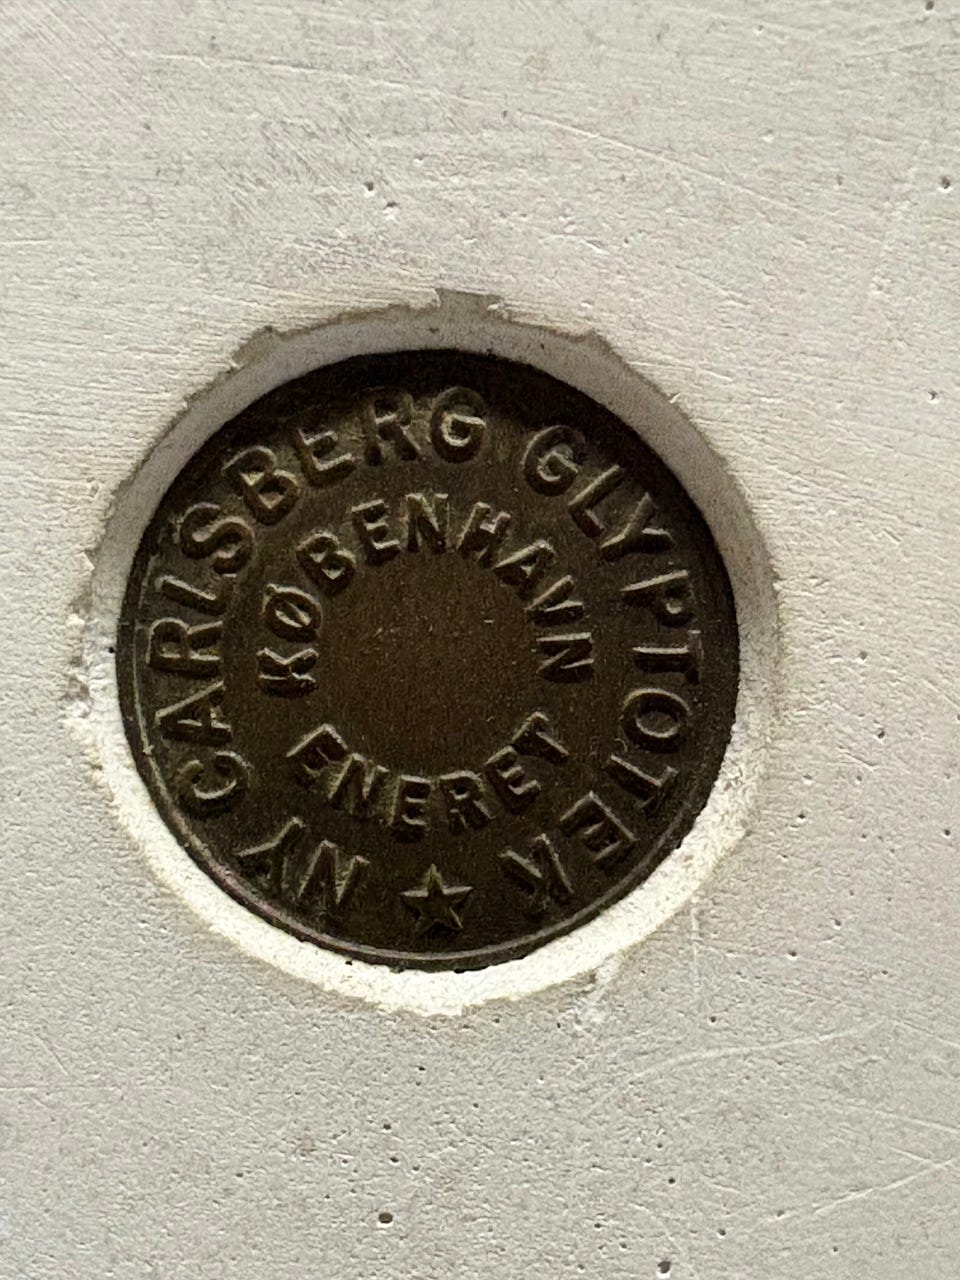 NY CARLSBERG GLYPTOTEK ★
KØBENHAVN
ENERET